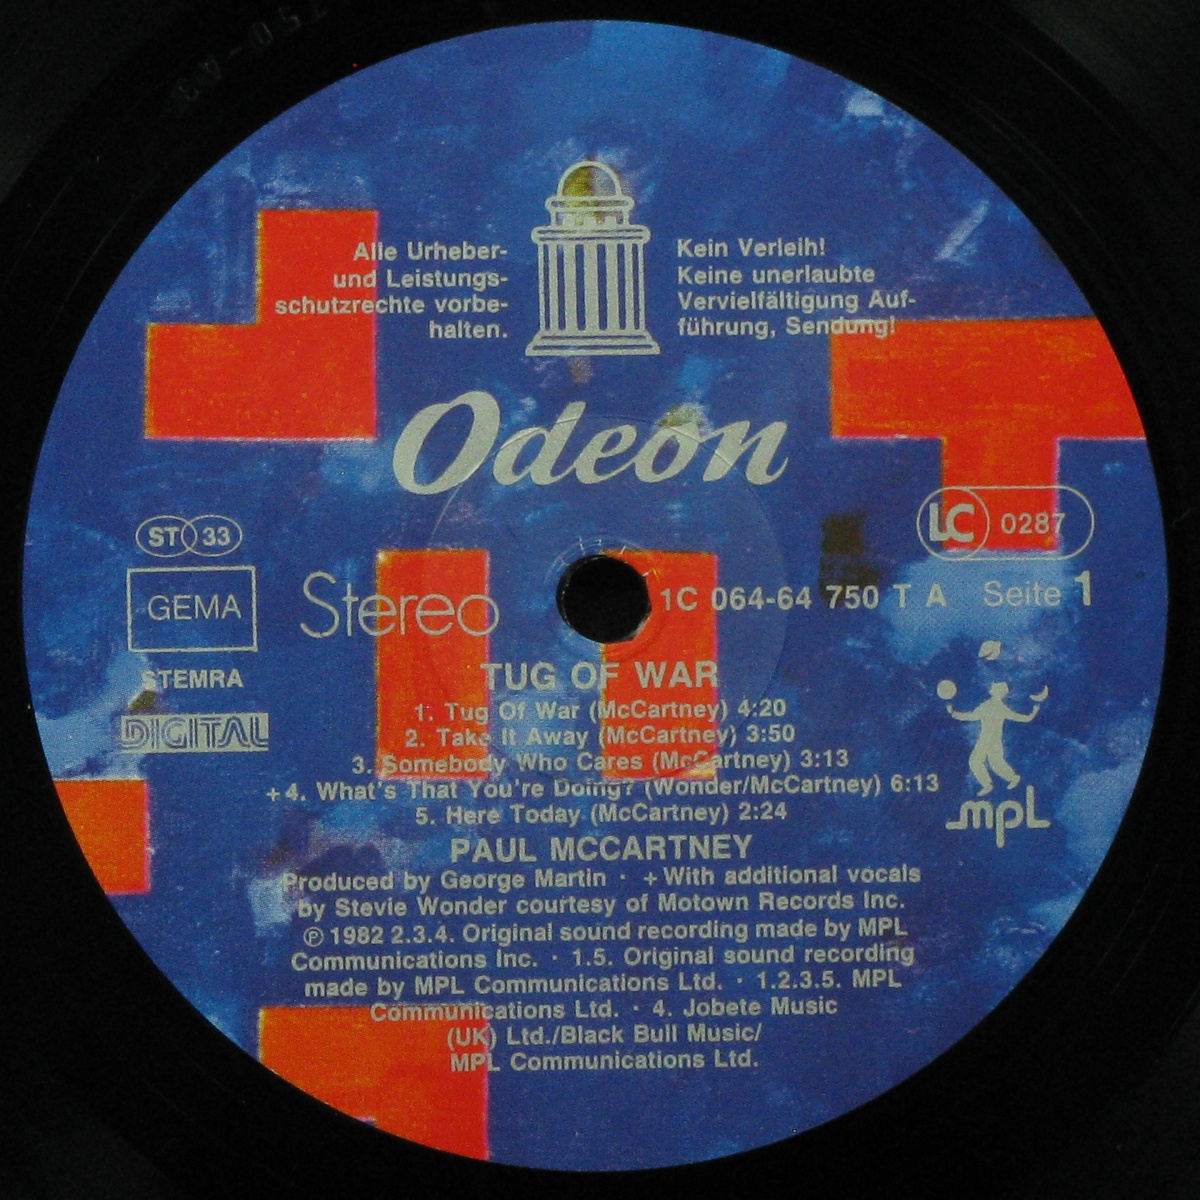 Alle Urheber-
und Leistungs-
schutzrechte vorbe-
halten.
Kein Verleih!
Keine unerlaubte
Vervielfältigung Auf-
führung, Sendung!
Odeon
ST 33
LC 0287
GEMA
Stereo
1C 064-64 750 T A Seite 1
STEMRA
DIGITAL
TUG OF WAR
1. Tug Of War (McCartney) 4:20
2. Take It Away (McCartney) 3:50
3. Somebody Who Cares (McCartney) 3:13
+4. What's That You're Doing? (Wonder/McCartney) 6:13
5. Here Today (McCartney) 2:24
mpL
PAUL MCCARTNEY
Produced by George Martin · +With additional vocals
by Stevie Wonder courtesy of Motown Records Inc.
℗ 1982 2.3.4. Original sound recording made by MPL
Communications Inc. · 1.5. Original sound recording
made by MPL Communications Ltd. · 1.2.3.5. MPL
Communications Ltd. · 4. Jobete Music
(UK) Ltd./Black Bull Music/
MPL Communications Ltd.